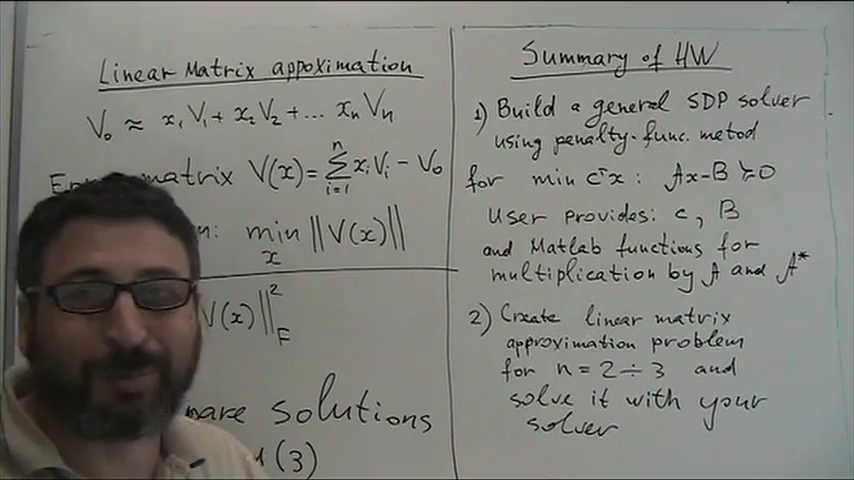 Linear Matrix appoximation
V₀ ≈ x₁V₁ + x₂V₂ + ... xₙVₙ
matrix V(x) = Σⁿᵢ₌₁ xᵢVᵢ − V₀
min ‖V(x)‖
x
V(x)‖²_F
solutions
(3)
Summary of HW
1) Build a general SDP solver
using penalty-func. metod
for min cᵀx : Ax−B ≽ 0
User provides: c, B
and Matlab functions for
multiplication by A and A*
2) Create linear matrix
approximation problem
for n = 2 ÷ 3 and
solve it with your
solver